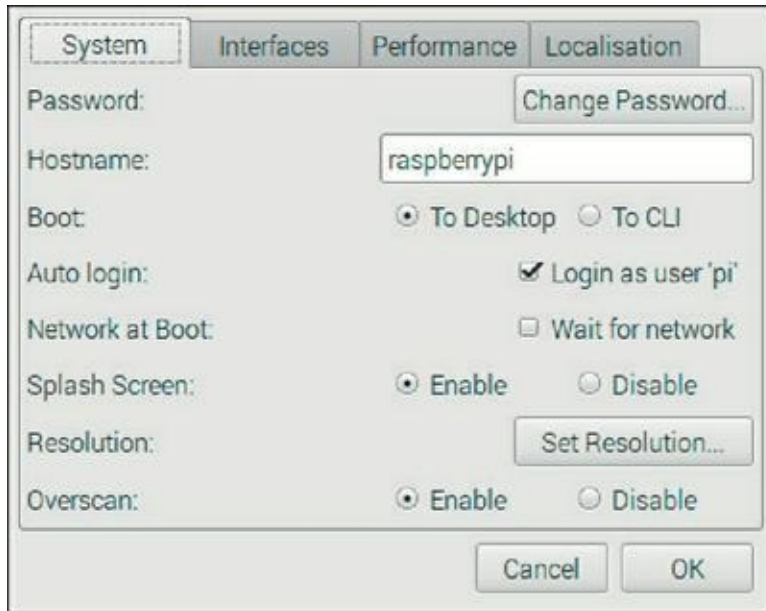 System Interfaces Performance Localisation
Password: Change Password...
Hostname: raspberrypi
Boot: To Desktop To CLI
Auto login: Login as user 'pi'
Network at Boot: Wait for network
Splash Screen: Enable Disable
Resolution: Set Resolution...
Overscan: Enable Disable
Cancel OK